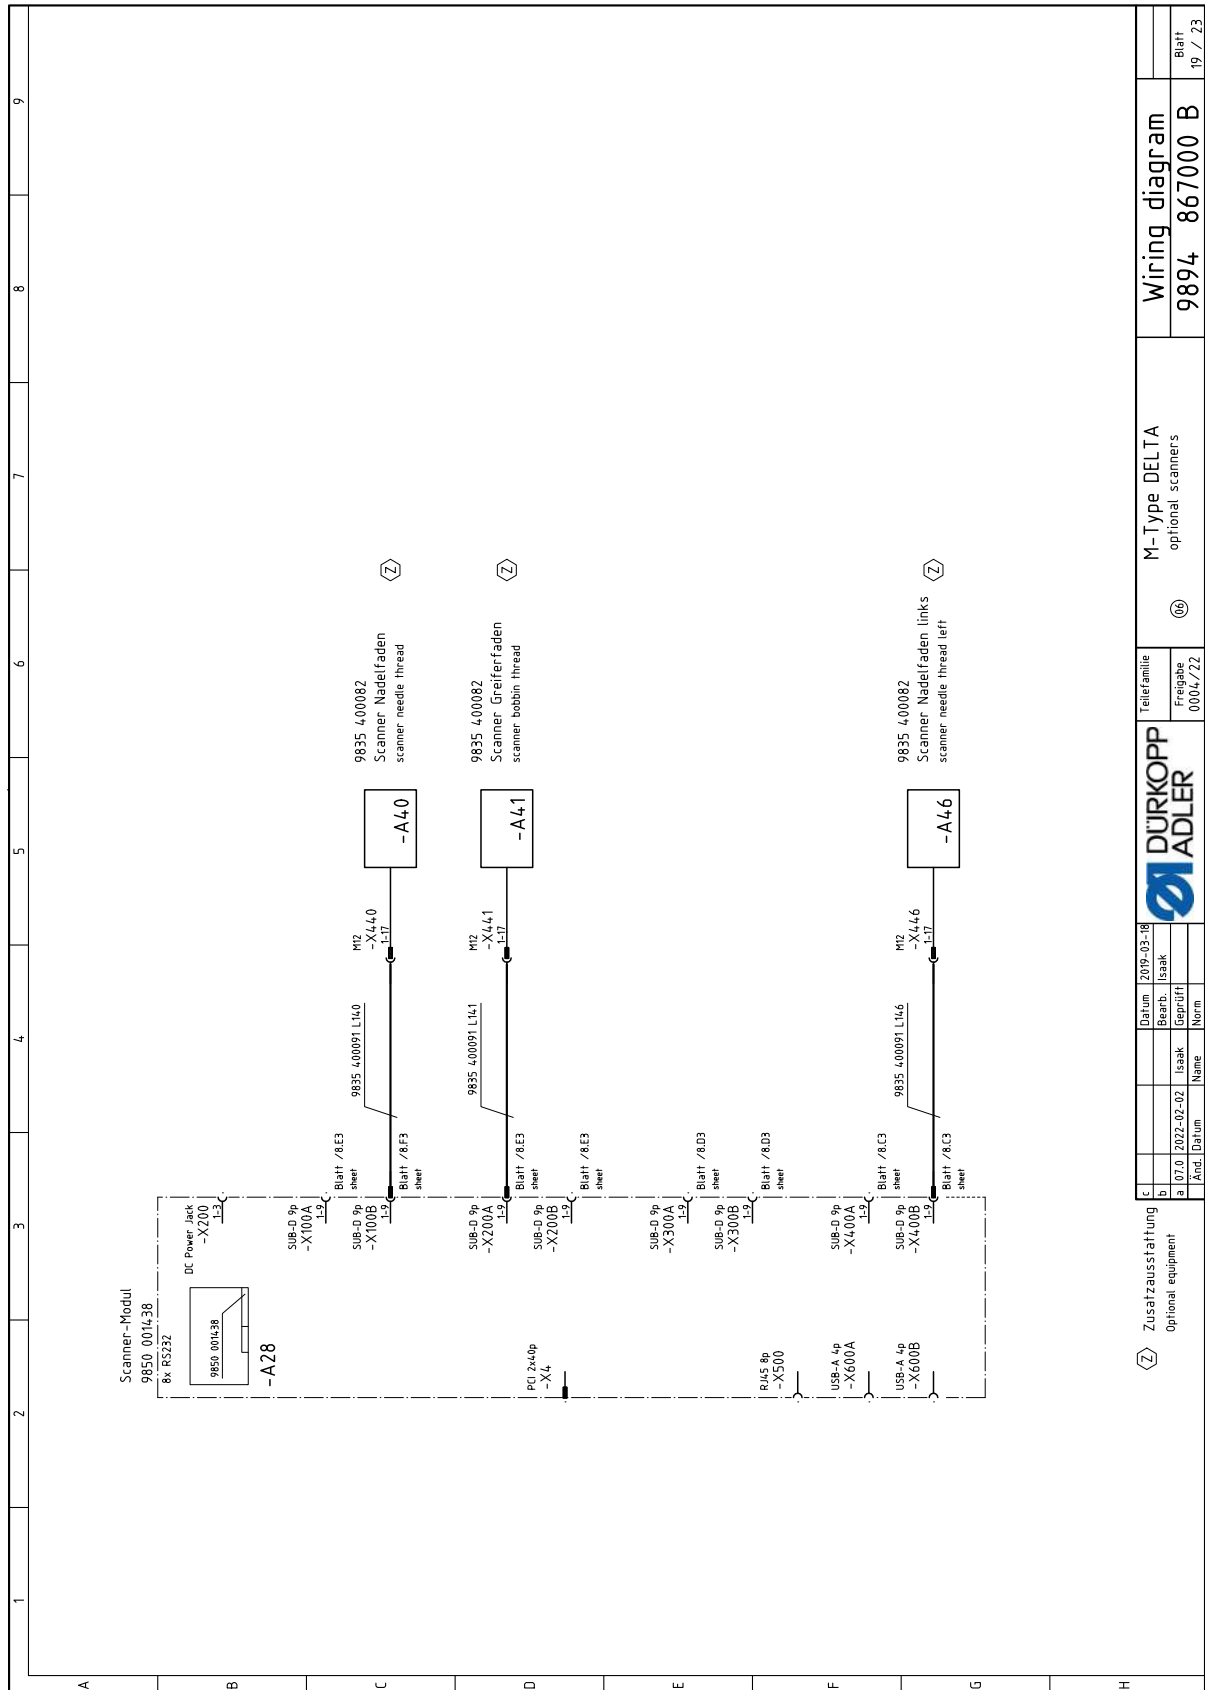 1
2
3
4
5
6
7
8
9
A
B
C
D
E
F
G
H
Scanner-Modul
9850 001438
8x RS232
9850 001438
-A28
DC Power Jack
-X200
1-3
SUB-D 9p
-X100A
1-9
Blatt /8.E3
sheet
SUB-D 9p
-X100B
1-9
Blatt /8.F3
sheet
9835 400091 L140
M12
-X440
1-17
-A40
9835 400082
Scanner Nadelfaden
scanner needle thread
Z
SUB-D 9p
-X200A
1-9
Blatt /8.E3
sheet
9835 400091 L141
M12
-X441
1-17
-A41
9835 400082
Scanner Greiferfaden
scanner bobbin thread
Z
PCI 2x40p
-X4
SUB-D 9p
-X200B
1-9
Blatt /8.E3
sheet
SUB-D 9p
-X300A
1-9
Blatt /8.D3
sheet
SUB-D 9p
-X300B
1-9
Blatt /8.D3
sheet
RJ45 8p
-X500
USB-A 4p
-X600A
SUB-D 9p
-X400A
1-9
Blatt /8.C3
sheet
USB-A 4p
-X600B
SUB-D 9p
-X400B
1-9
Blatt /8.C3
sheet
9835 400091 L146
M12
-X446
1-17
-A46
9835 400082
Scanner Nadelfaden links
scanner needle thread left
Z
Z Zusatzausstattung
Optional equipment
c
b
a 07.0 2022-02-02 Isaak
Änd. Datum Name
Datum 2019-03-18
Bearb. Isaak
Geprüft
Norm
DÜRKOPP
ADLER
Teilefamilie
Freigabe
0004/22
M-Type DELTA
06 optional scanners
Wiring diagram
9894 867000 B
Blatt
19 / 23